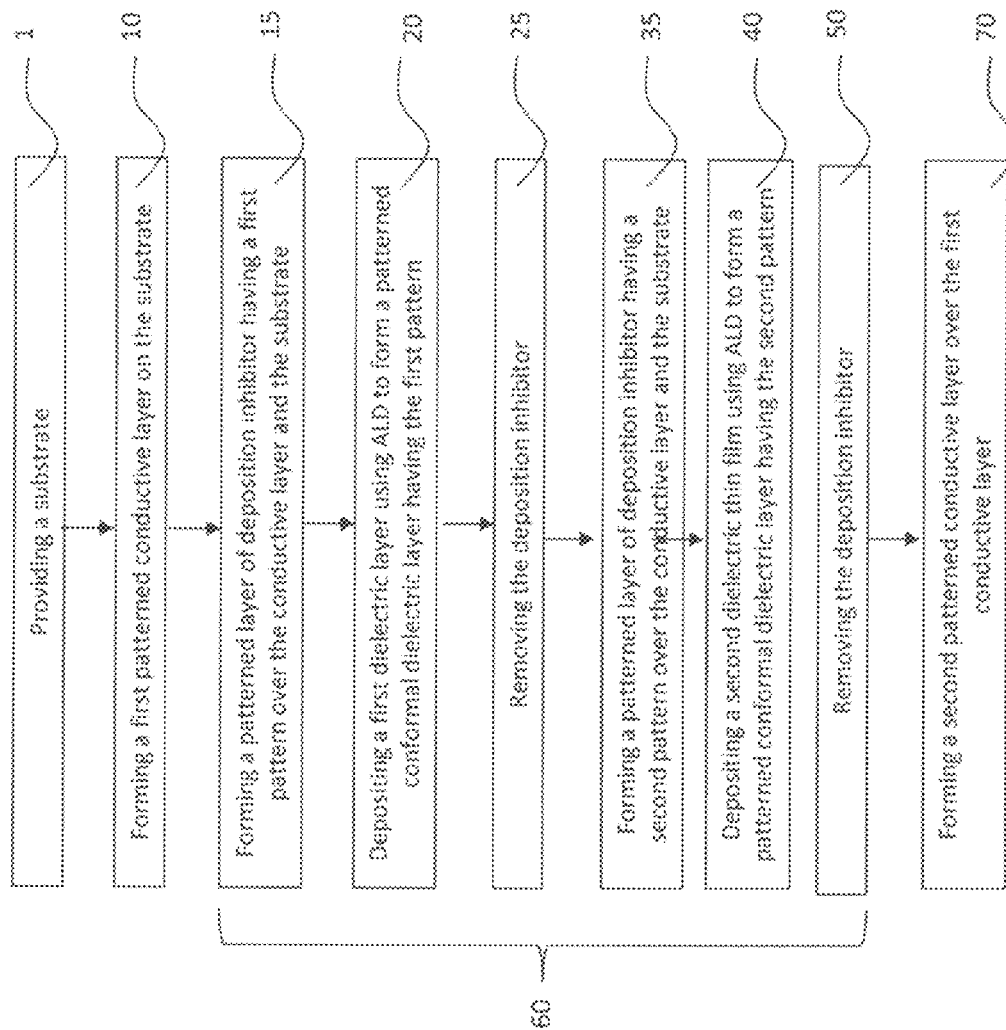 Providing a substrate
1
Forming a first patterned conductive layer on the substrate
10
Forming a patterned layer of deposition inhibitor having a first
pattern over the conductive layer and the substrate
15
Depositing a first dielectric layer using ALD to form a patterned
conformal dielectric layer having the first pattern
20
Removing the deposition inhibitor
25
Forming a patterned layer of deposition inhibitor having a
second pattern over the conductive layer and the substrate
35
Depositing a second dielectric thin film using ALD to form a
patterned conformal dielectric layer having the second pattern
40
Removing the deposition inhibitor
50
60
Forming a second patterned conductive layer over the first
conductive layer
70